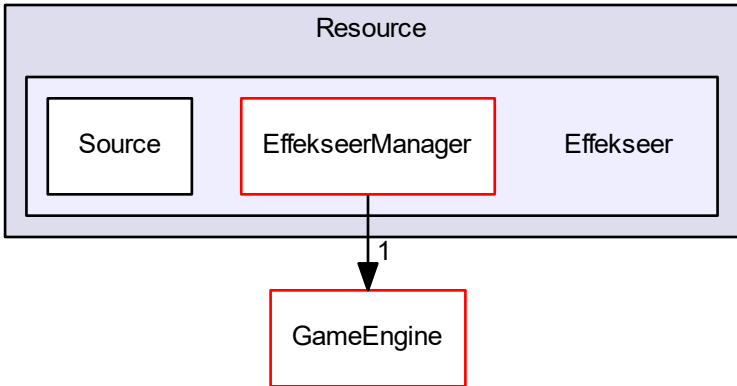 Resource
Source
EffekseerManager
Effekseer
1
GameEngine